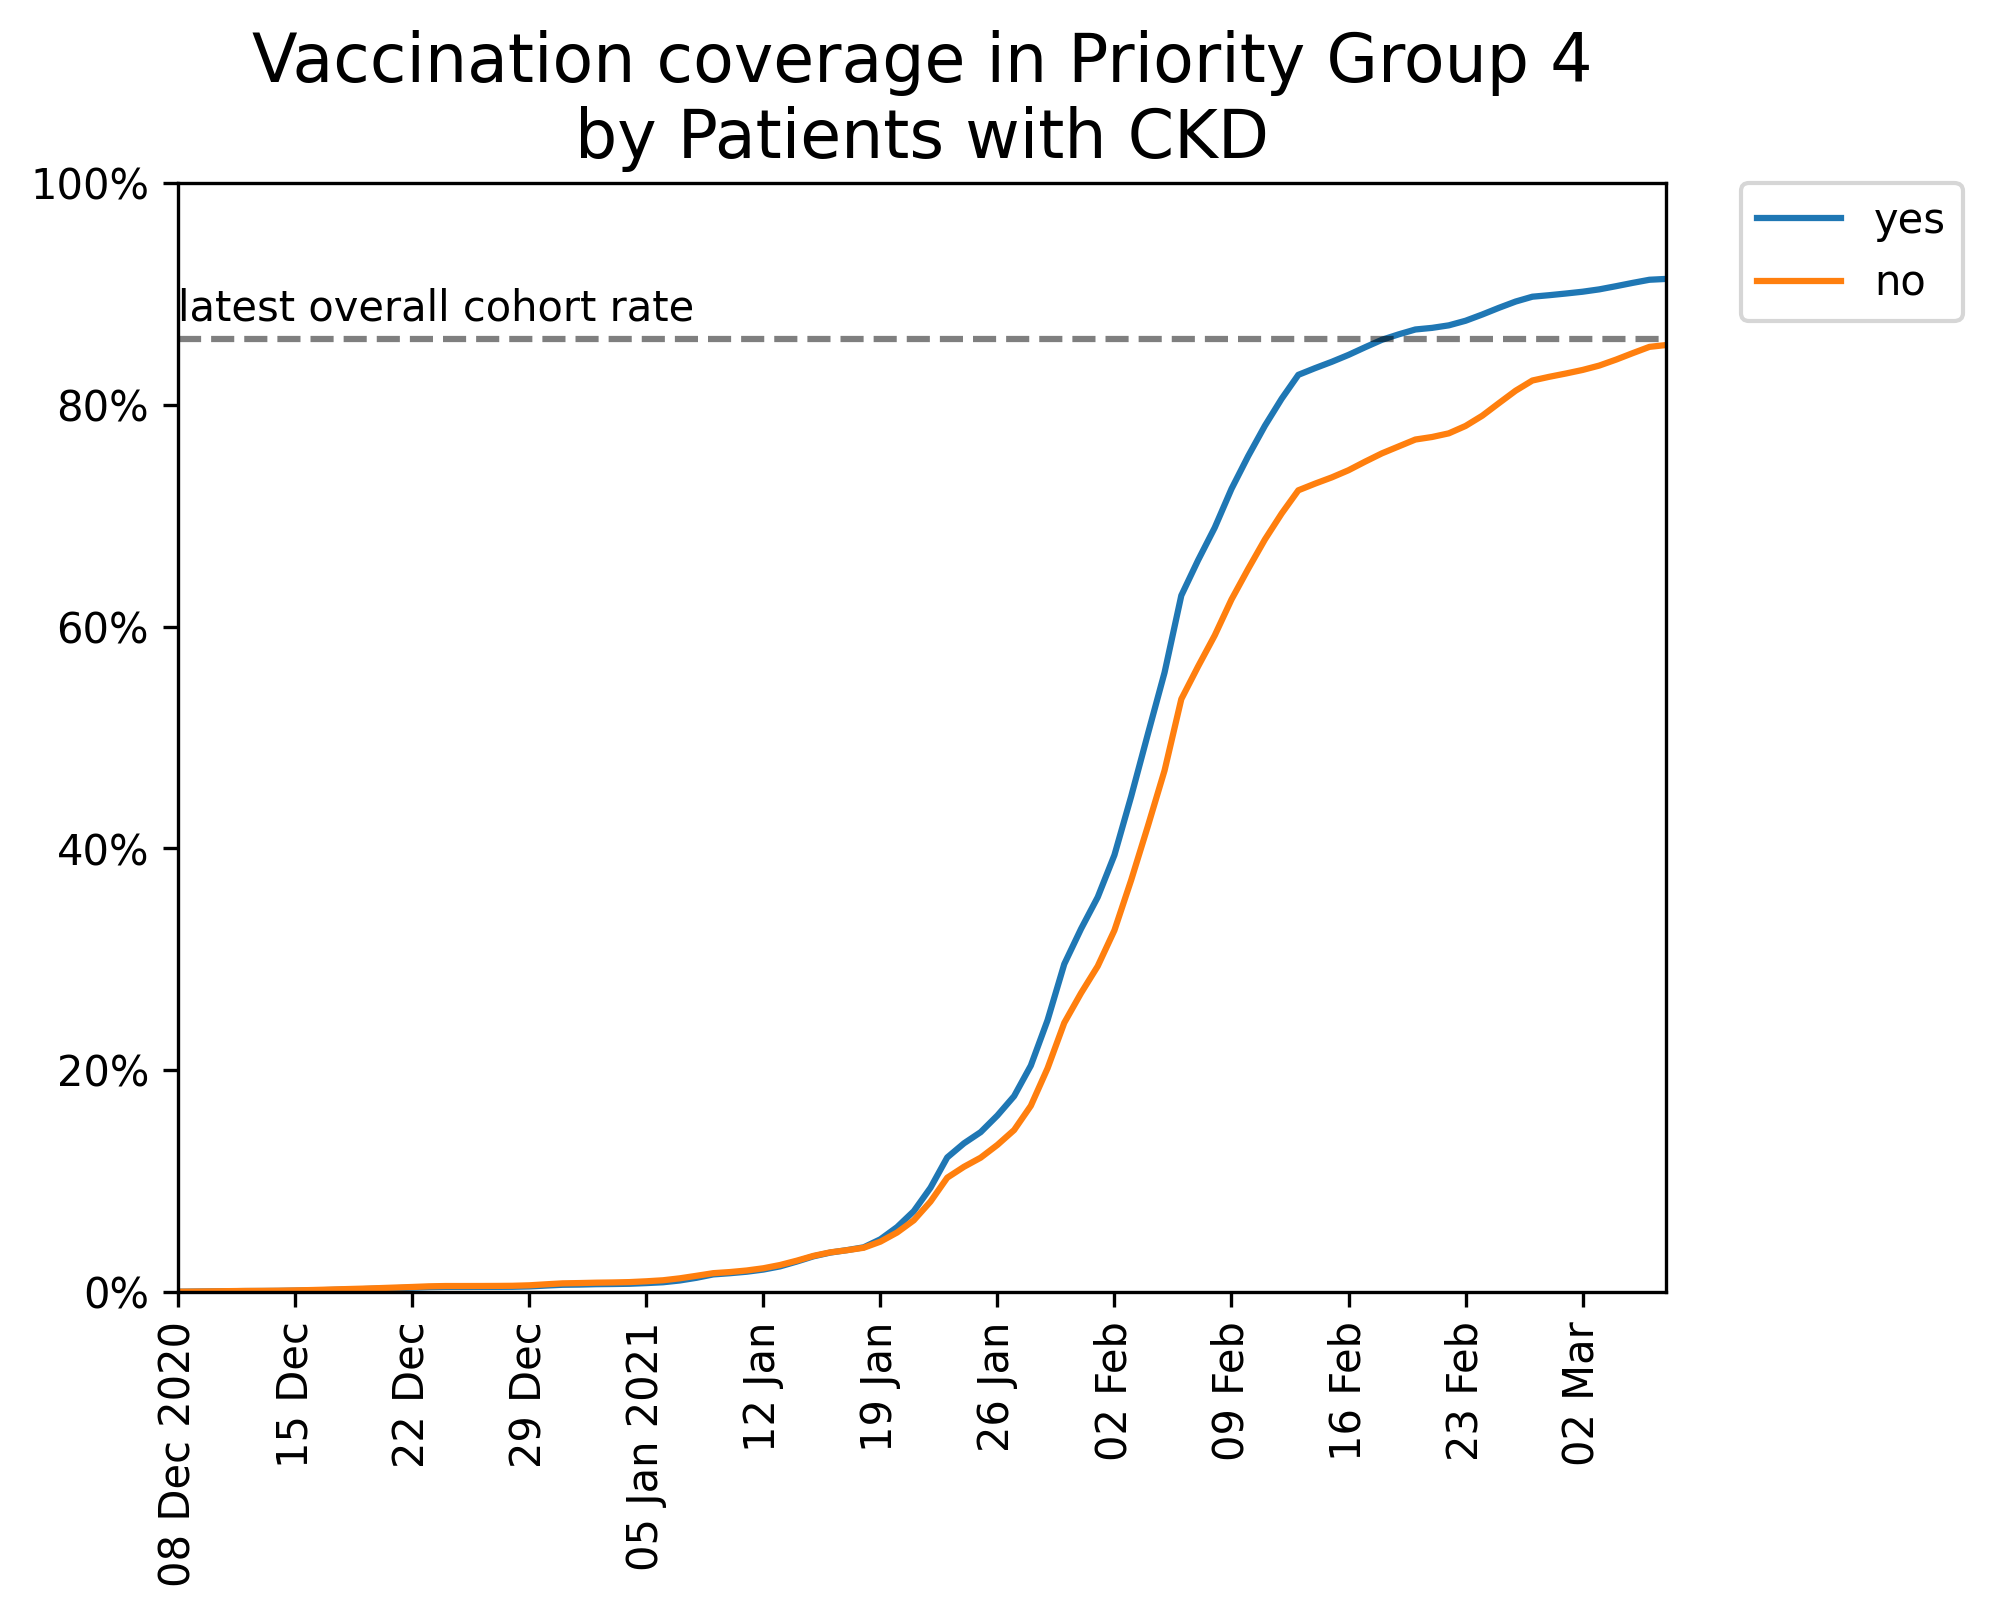 Vaccination coverage in Priority Group 4
by Patients with CKD
100%
80%
60%
40%
20%
0%
latest overall cohort rate
yes
no
08 Dec 2020
15 Dec
22 Dec
29 Dec
05 Jan 2021
12 Jan
19 Jan
26 Jan
02 Feb
09 Feb
16 Feb
23 Feb
02 Mar